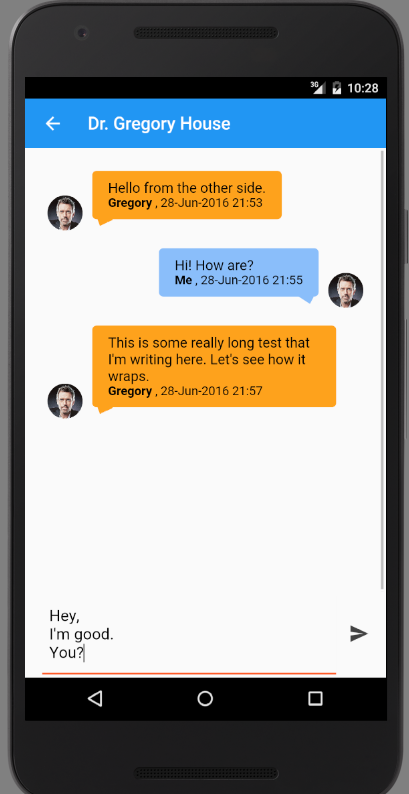 3G 10:28
Dr. Gregory House
Hello from the other side.
Gregory , 28-Jun-2016 21:53
Hi! How are?
Me , 28-Jun-2016 21:55
This is some really long test that
I'm writing here. Let's see how it
wraps.
Gregory , 28-Jun-2016 21:57
Hey,
I'm good.
You?